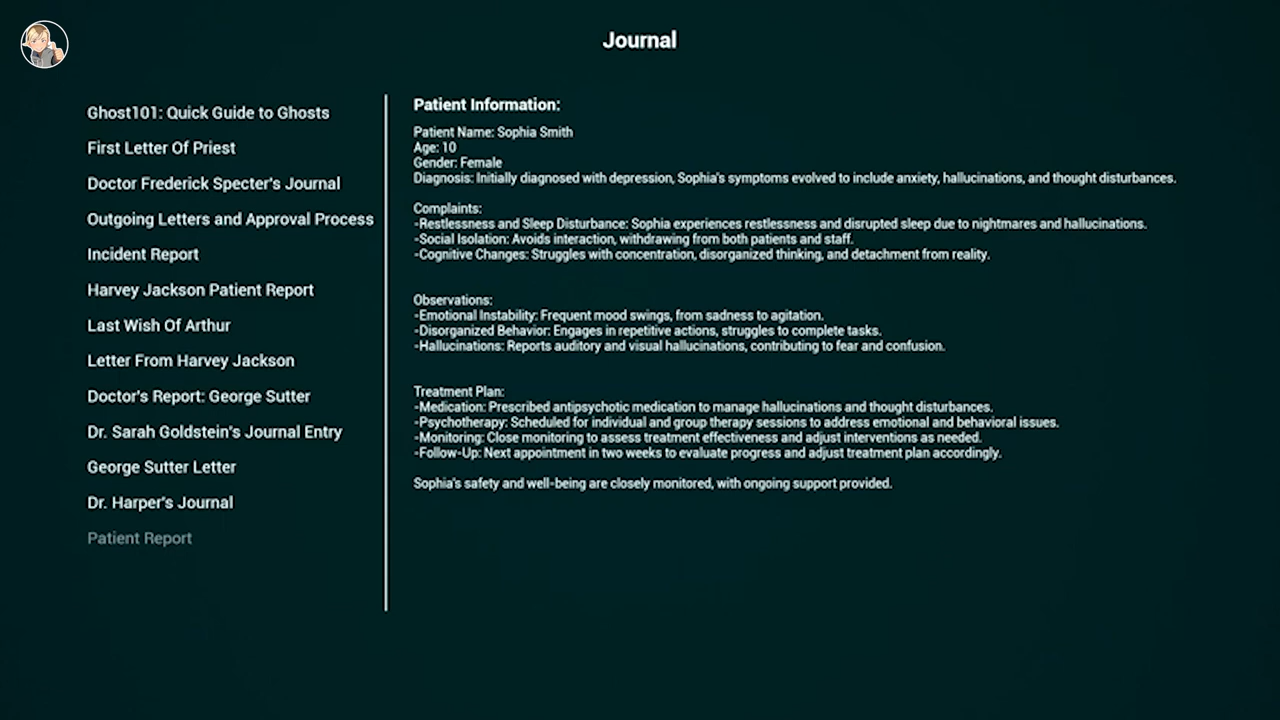 Journal
Ghost101: Quick Guide to Ghosts
First Letter Of Priest
Doctor Frederick Specter's Journal
Outgoing Letters and Approval Process
Incident Report
Harvey Jackson Patient Report
Last Wish Of Arthur
Letter From Harvey Jackson
Doctor's Report: George Sutter
Dr. Sarah Goldstein's Journal Entry
George Sutter Letter
Dr. Harper's Journal
Patient Report
Patient Information:
Patient Name: Sophia Smith
Age: 10
Gender: Female
Diagnosis: Initially diagnosed with depression, Sophia's symptoms evolved to include anxiety, hallucinations, and thought disturbances.
Complaints:
-Restlessness and Sleep Disturbance: Sophia experiences restlessness and disrupted sleep due to nightmares and hallucinations.
-Social Isolation: Avoids interaction, withdrawing from both patients and staff.
-Cognitive Changes: Struggles with concentration, disorganized thinking, and detachment from reality.
Observations:
-Emotional Instability: Frequent mood swings, from sadness to agitation.
-Disorganized Behavior: Engages in repetitive actions, struggles to complete tasks.
-Hallucinations: Reports auditory and visual hallucinations, contributing to fear and confusion.
Treatment Plan:
-Medication: Prescribed antipsychotic medication to manage hallucinations and thought disturbances.
-Psychotherapy: Scheduled for individual and group therapy sessions to address emotional and behavioral issues.
-Monitoring: Close monitoring to assess treatment effectiveness and adjust interventions as needed.
-Follow-Up: Next appointment in two weeks to evaluate progress and adjust treatment plan accordingly.
Sophia's safety and well-being are closely monitored, with ongoing support provided.